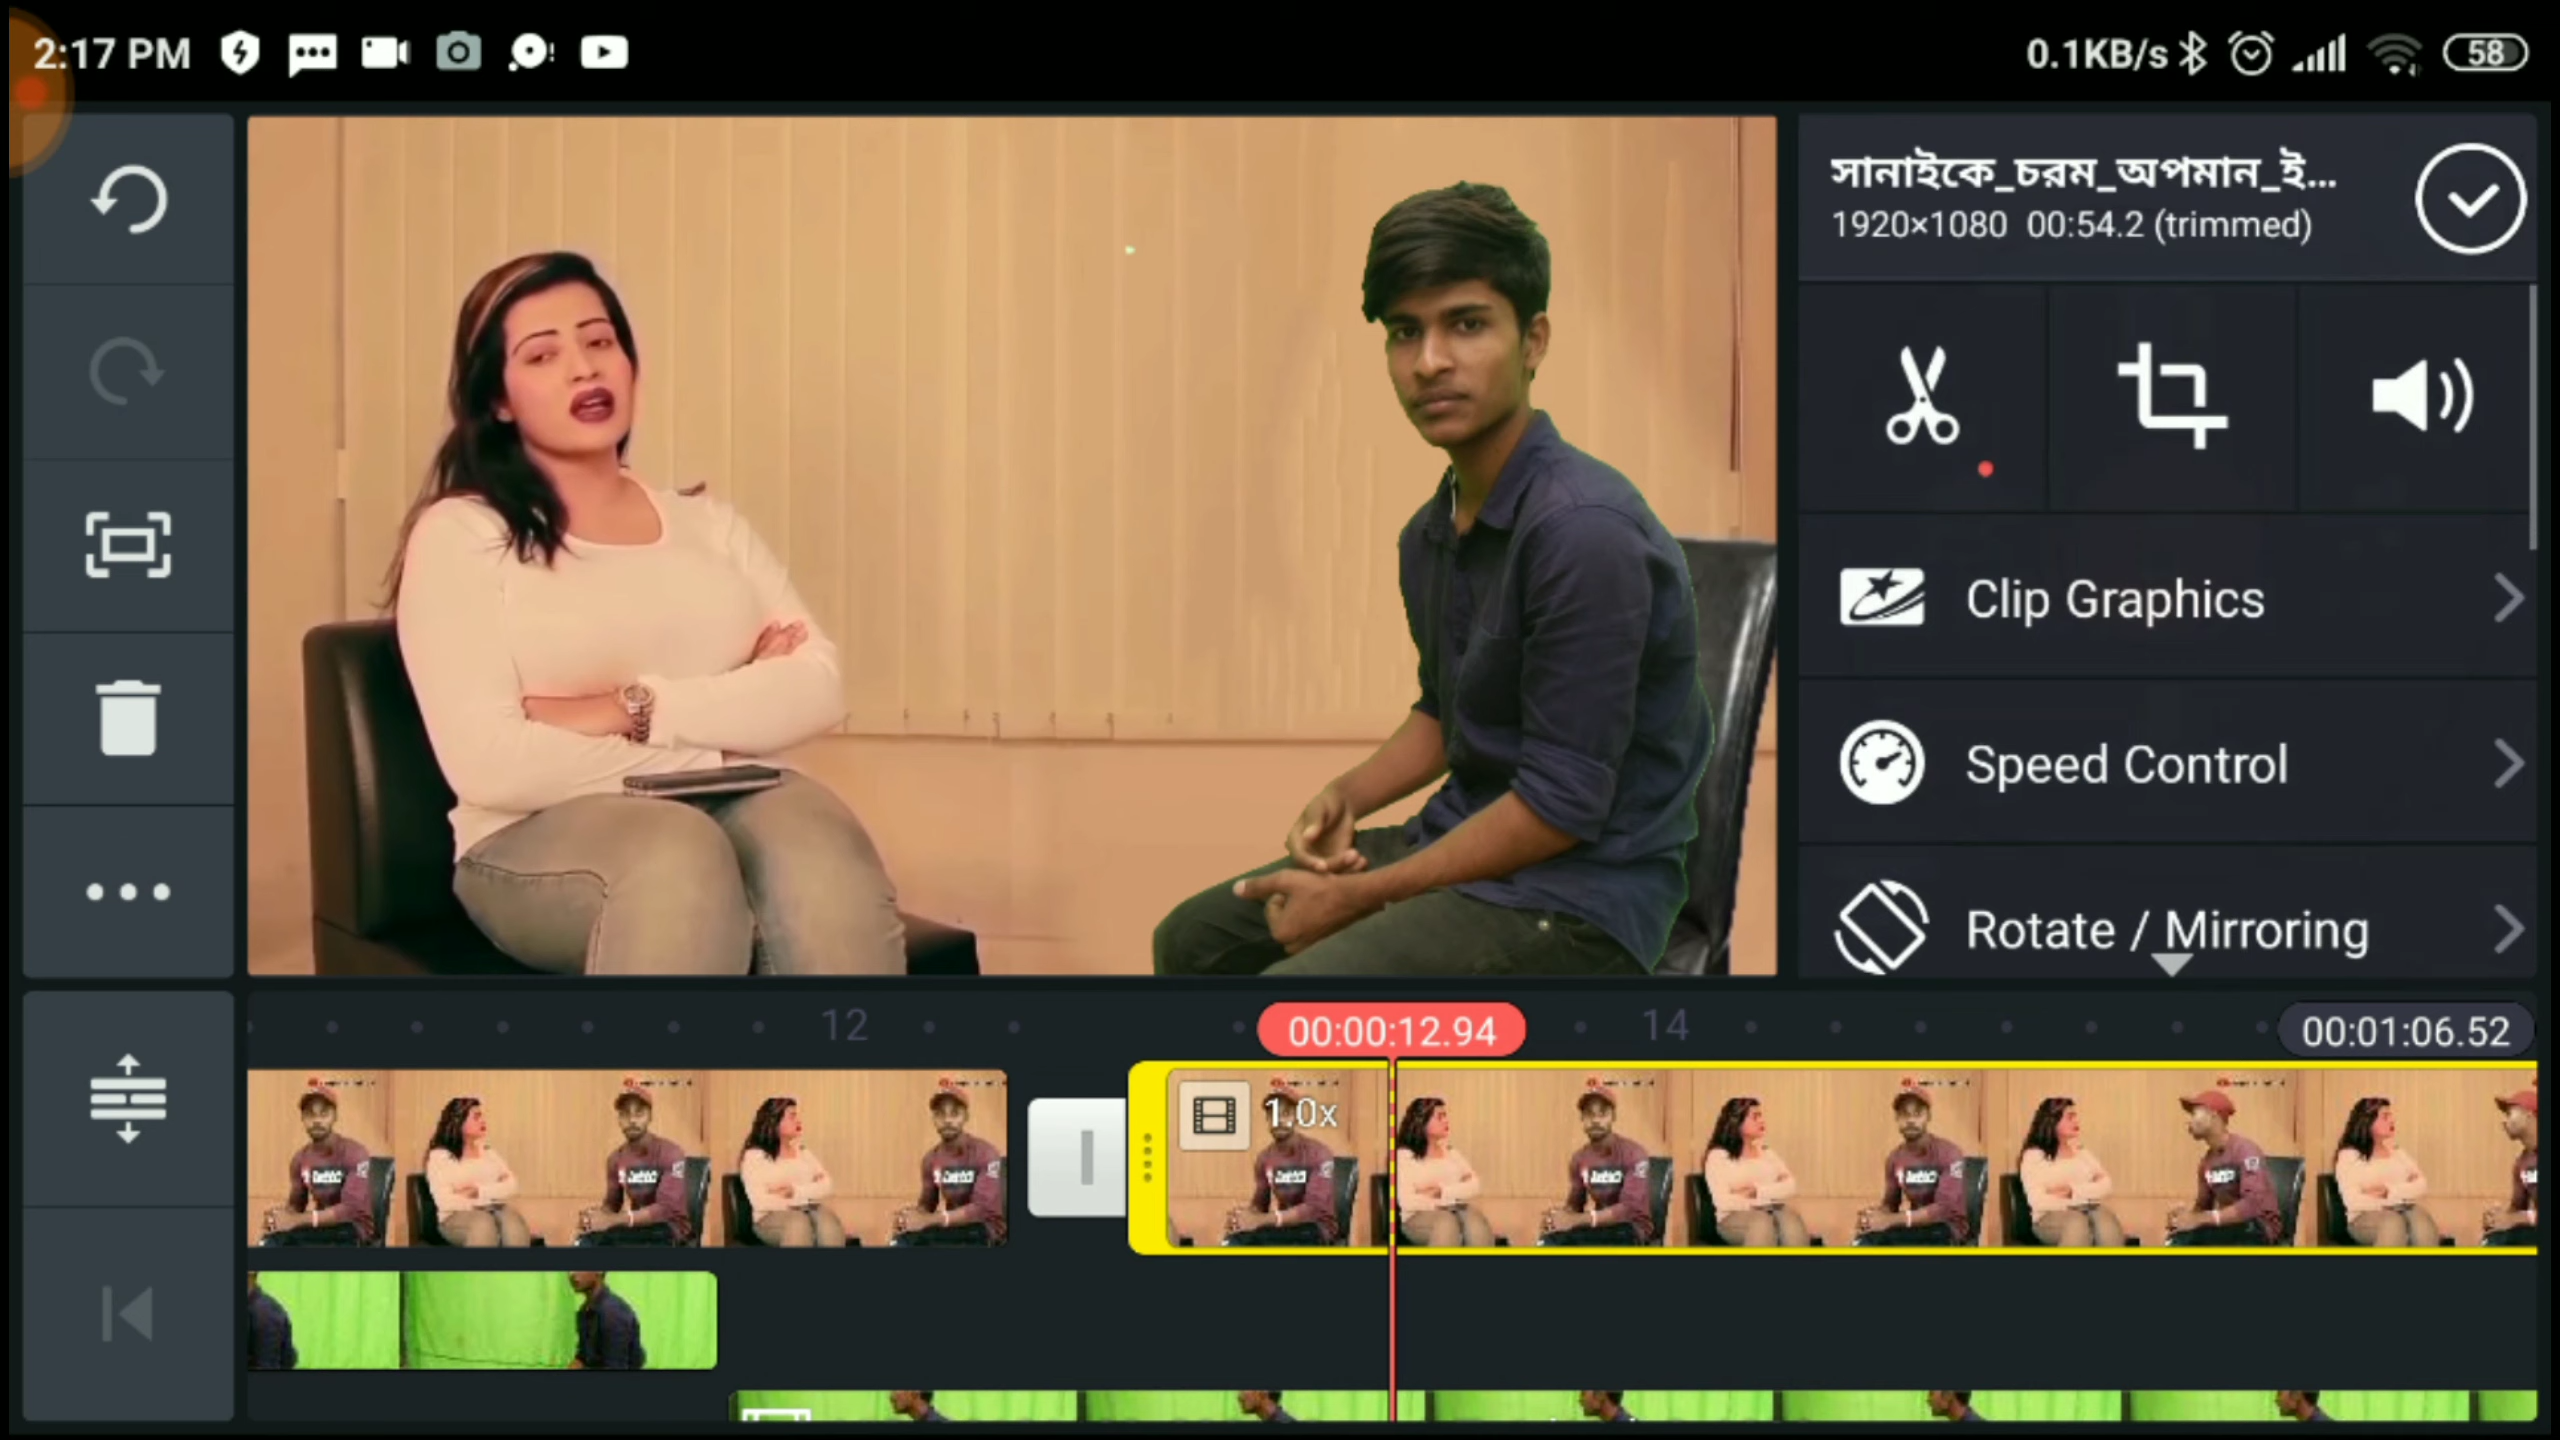 2:17 PM
0.1KB/s
58
সানাইকে_চরম_অপমান_ই...
1920×1080 00:54.2 (trimmed)
Clip Graphics
Speed Control
Rotate / Mirroring
12
00:00:12.94
14
00:01:06.52
1.0x